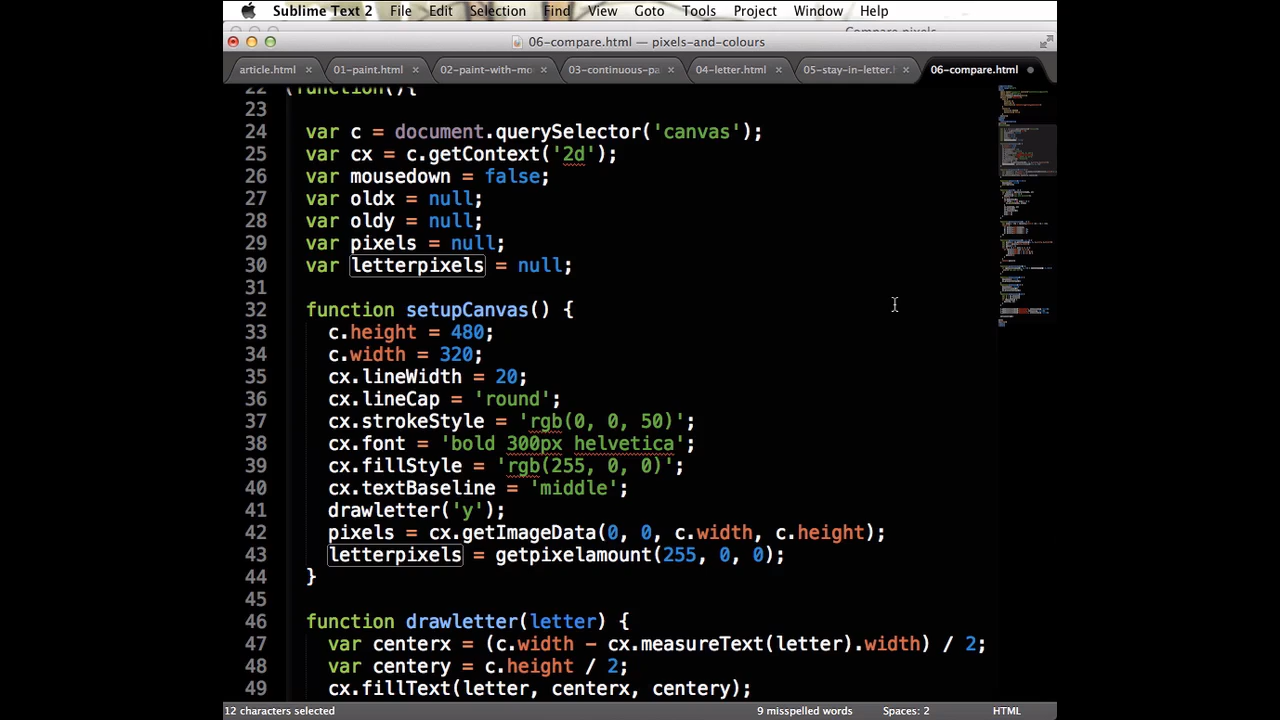 Sublime Text 2 File Edit Selection Find View Goto Tools Project Window Help
06-compare.html — pixels-and-colours
article.html 01-paint.html 02-paint-with-mo 03-continuous-pa 04-letter.html 05-stay-in-letter. 06-compare.html
22 (function(){
23
24 var c = document.querySelector('canvas');
25 var cx = c.getContext('2d');
26 var mousedown = false;
27 var oldx = null;
28 var oldy = null;
29 var pixels = null;
30 var letterpixels = null;
31
32 function setupCanvas() {
33 c.height = 480;
34 c.width = 320;
35 cx.lineWidth = 20;
36 cx.lineCap = 'round';
37 cx.strokeStyle = 'rgb(0, 0, 50)';
38 cx.font = 'bold 300px helvetica';
39 cx.fillStyle = 'rgb(255, 0, 0)';
40 cx.textBaseline = 'middle';
41 drawletter('y');
42 pixels = cx.getImageData(0, 0, c.width, c.height);
43 letterpixels = getpixelamount(255, 0, 0);
44 }
45
46 function drawletter(letter) {
47 var centerx = (c.width - cx.measureText(letter).width) / 2;
48 var centery = c.height / 2;
49 cx.fillText(letter, centerx, centery);
12 characters selected 9 misspelled words Spaces: 2 HTML